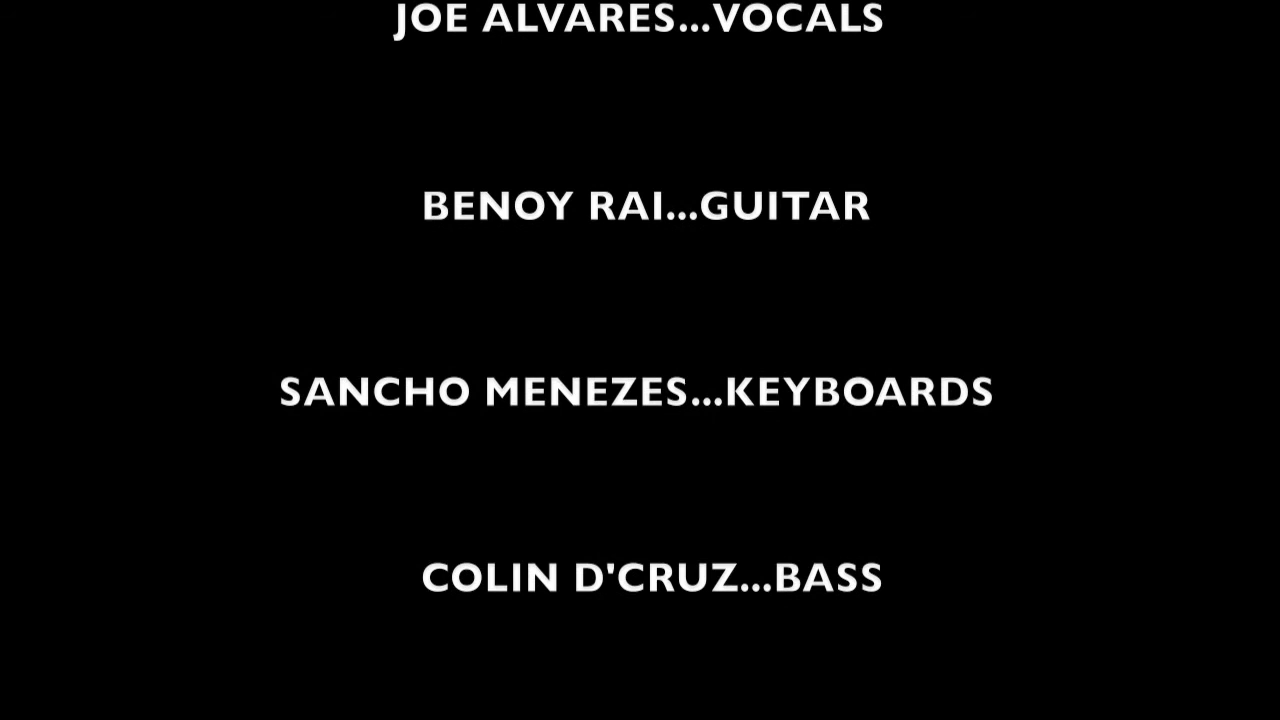 JOE ALVARES...VOCALS
BENOY RAI...GUITAR
SANCHO MENEZES...KEYBOARDS
COLIN D'CRUZ...BASS